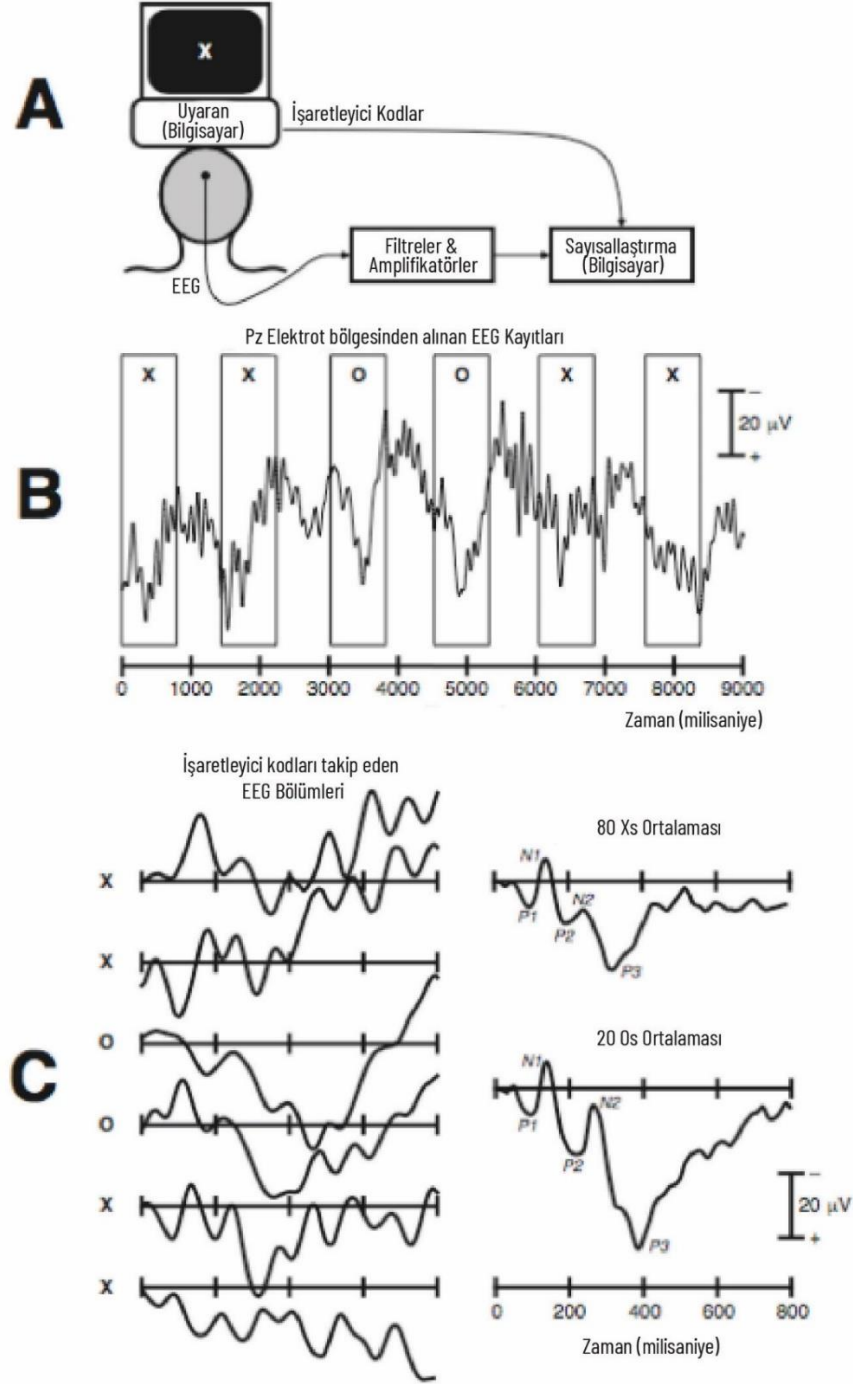 A
X
Uyaran
(Bilgisayar)
İşaretleyici Kodlar
EEG
Filtreler &
Amplifikatörler
Sayısallaştırma
(Bilgisayar)
B
Pz Elektrot bölgesinden alınan EEG Kayıtları
X X O O X X
−
20 µV
+
0 1000 2000 3000 4000 5000 6000 7000 8000 9000
Zaman (milisaniye)
C
İşaretleyici kodları takip eden
EEG Bölümleri
X
X
O
O
X
X
80 Xs Ortalaması
N1
P1
N2
P2
P3
20 Os Ortalaması
N1
P1
N2
P2
P3
−
20 µV
+
0 200 400 600 800
Zaman (milisaniye)